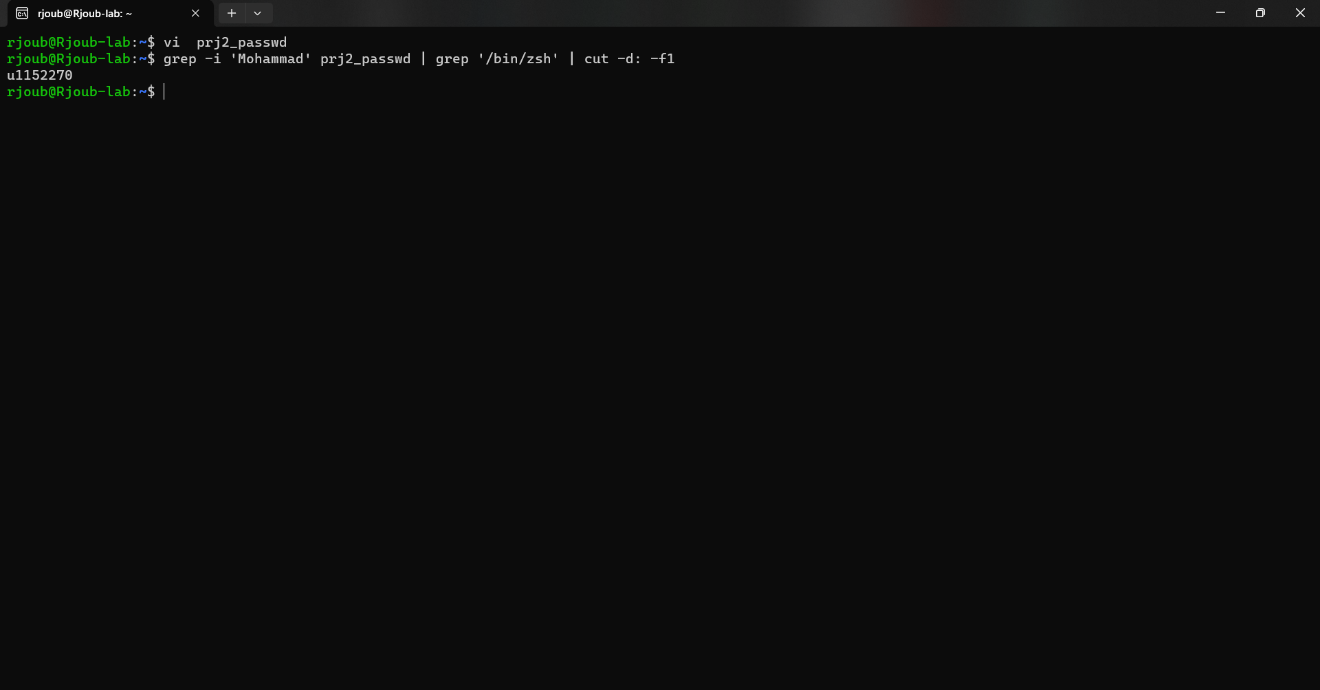 rjoub@Rjoub-lab: ~
rjoub@Rjoub-lab:~$ vi  prj2_passwd
rjoub@Rjoub-lab:~$ grep -i 'Mohammad' prj2_passwd | grep '/bin/zsh' | cut -d: -f1
u1152270
rjoub@Rjoub-lab:~$